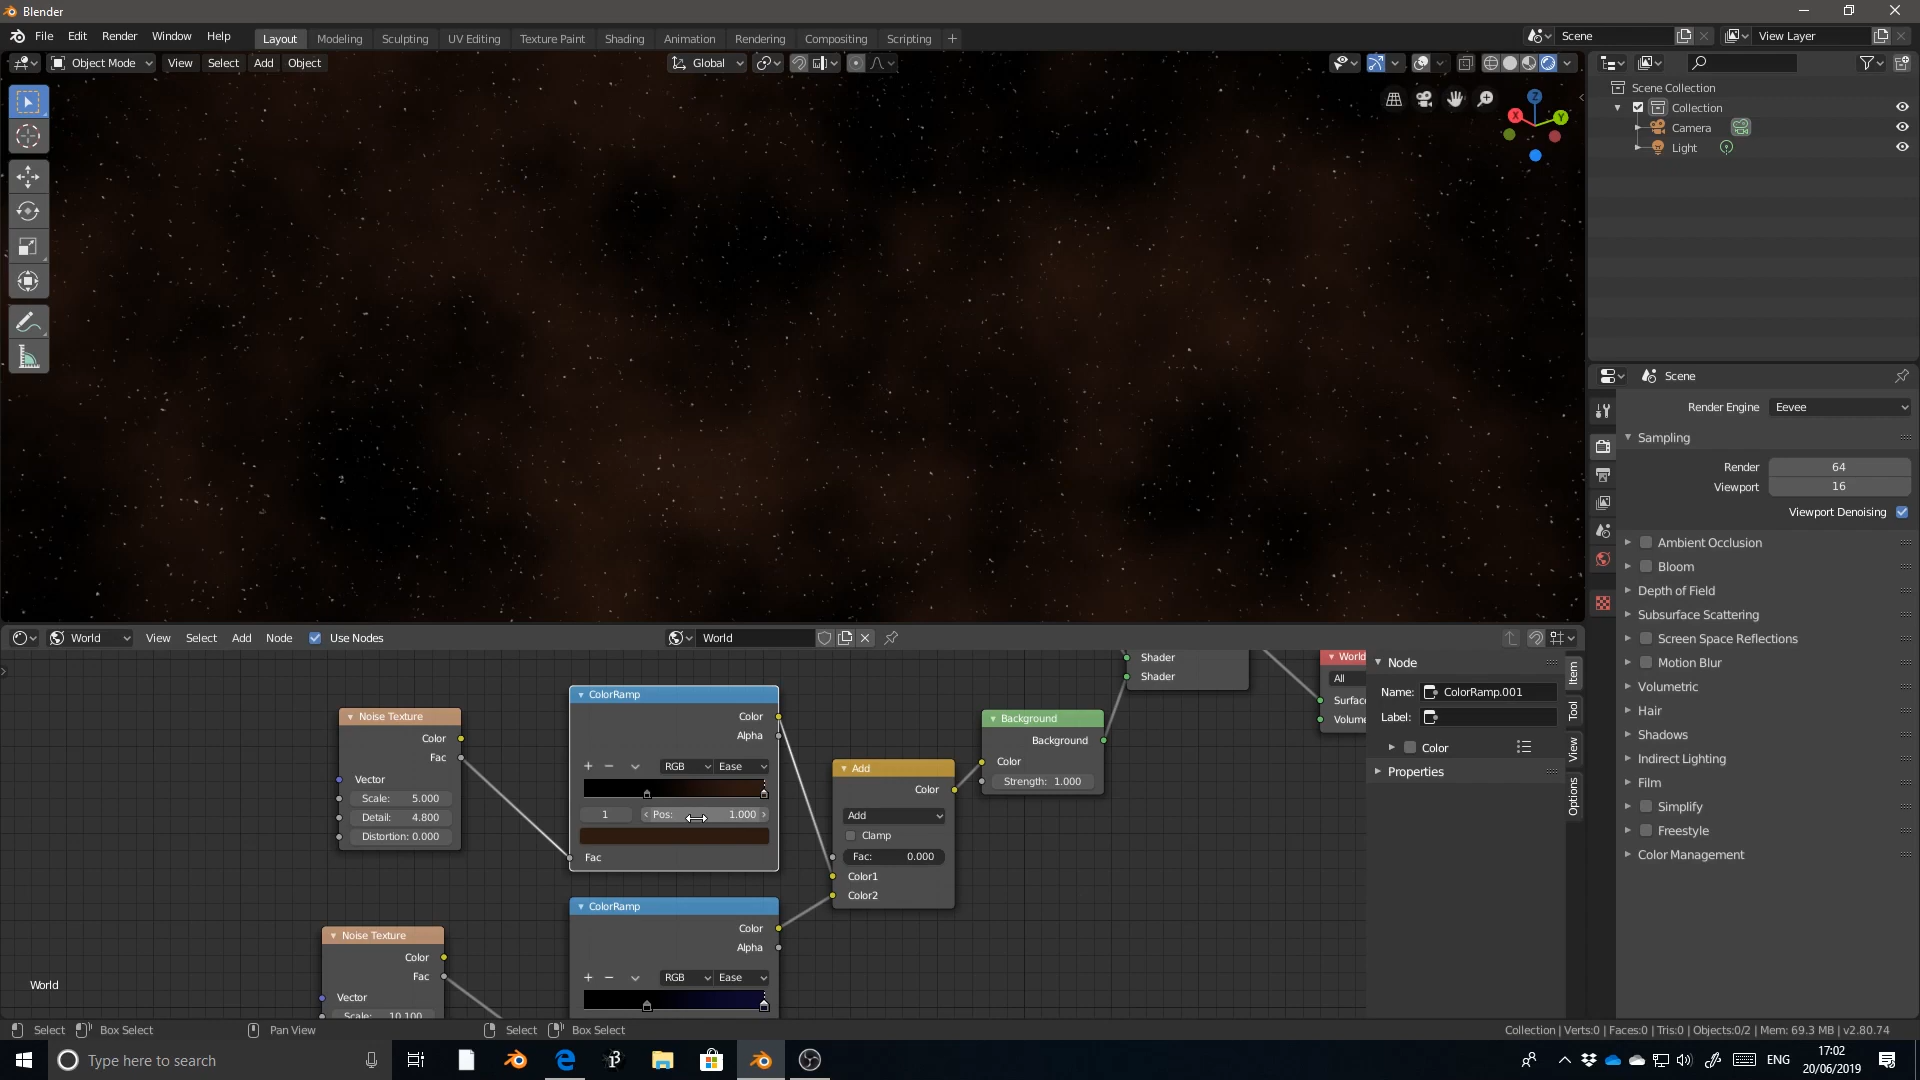 Blender
File Edit Render Window Help
Layout Modeling Sculpting UV Editing Texture Paint Shading Animation Rendering Compositing Scripting +
Scene
View Layer
Object Mode View Select Add Object
Global
X Y Z
Scene Collection
Collection
Camera
Light
Scene
Render Engine Eevee
Sampling
Render 64
Viewport 16
Viewport Denoising
Ambient Occlusion
Bloom
Depth of Field
Subsurface Scattering
Screen Space Reflections
Motion Blur
Volumetric
Hair
Shadows
Indirect Lighting
Film
Simplify
Freestyle
Color Management
World View Select Add Node Use Nodes
World
Noise Texture
Color
Fac
Vector
Scale: 5.000
Detail: 4.800
Distortion: 0.000
ColorRamp
Color
Alpha
+ − RGB Ease
1 Pos: 1.000
Fac
Add
Color
Add
Clamp
Fac: 0.000
Color1
Color2
Background
Background
Color
Strength: 1.000
Shader
Shader
World
All
Surface
Volume
Node
Name: ColorRamp.001
Label:
Color
Properties
Item
Tool
View
Options
Noise Texture
Color
Fac
Vector
Scale: 10.100
ColorRamp
Color
Alpha
+ − RGB Ease
World
Select Box Select Pan View Select Box Select
Collection | Verts:0 | Faces:0 | Tris:0 | Objects:0/2 | Mem: 69.3 MB | v2.80.74
Type here to search
ENG
17:02
20/06/2019